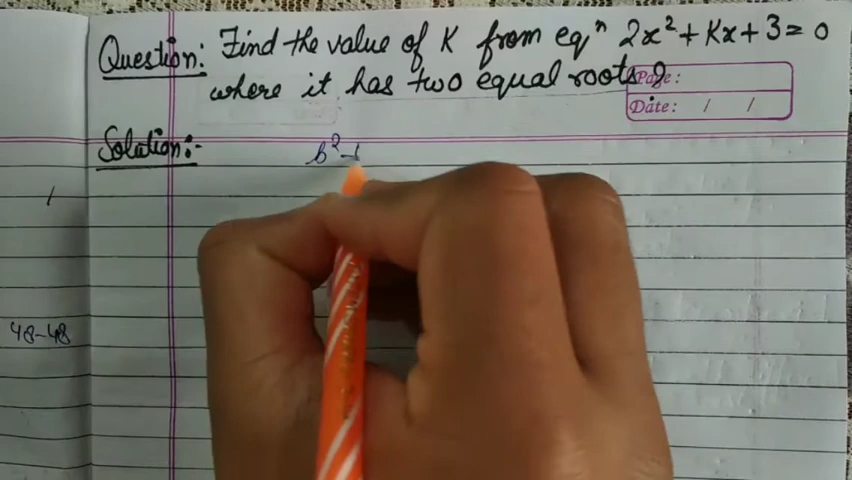 Question: Find the value of K from eqⁿ 2x² + Kx + 3 = 0
where it has two equal roots?
Page:
Date: / /
Solution:-
b² -
/
48-48